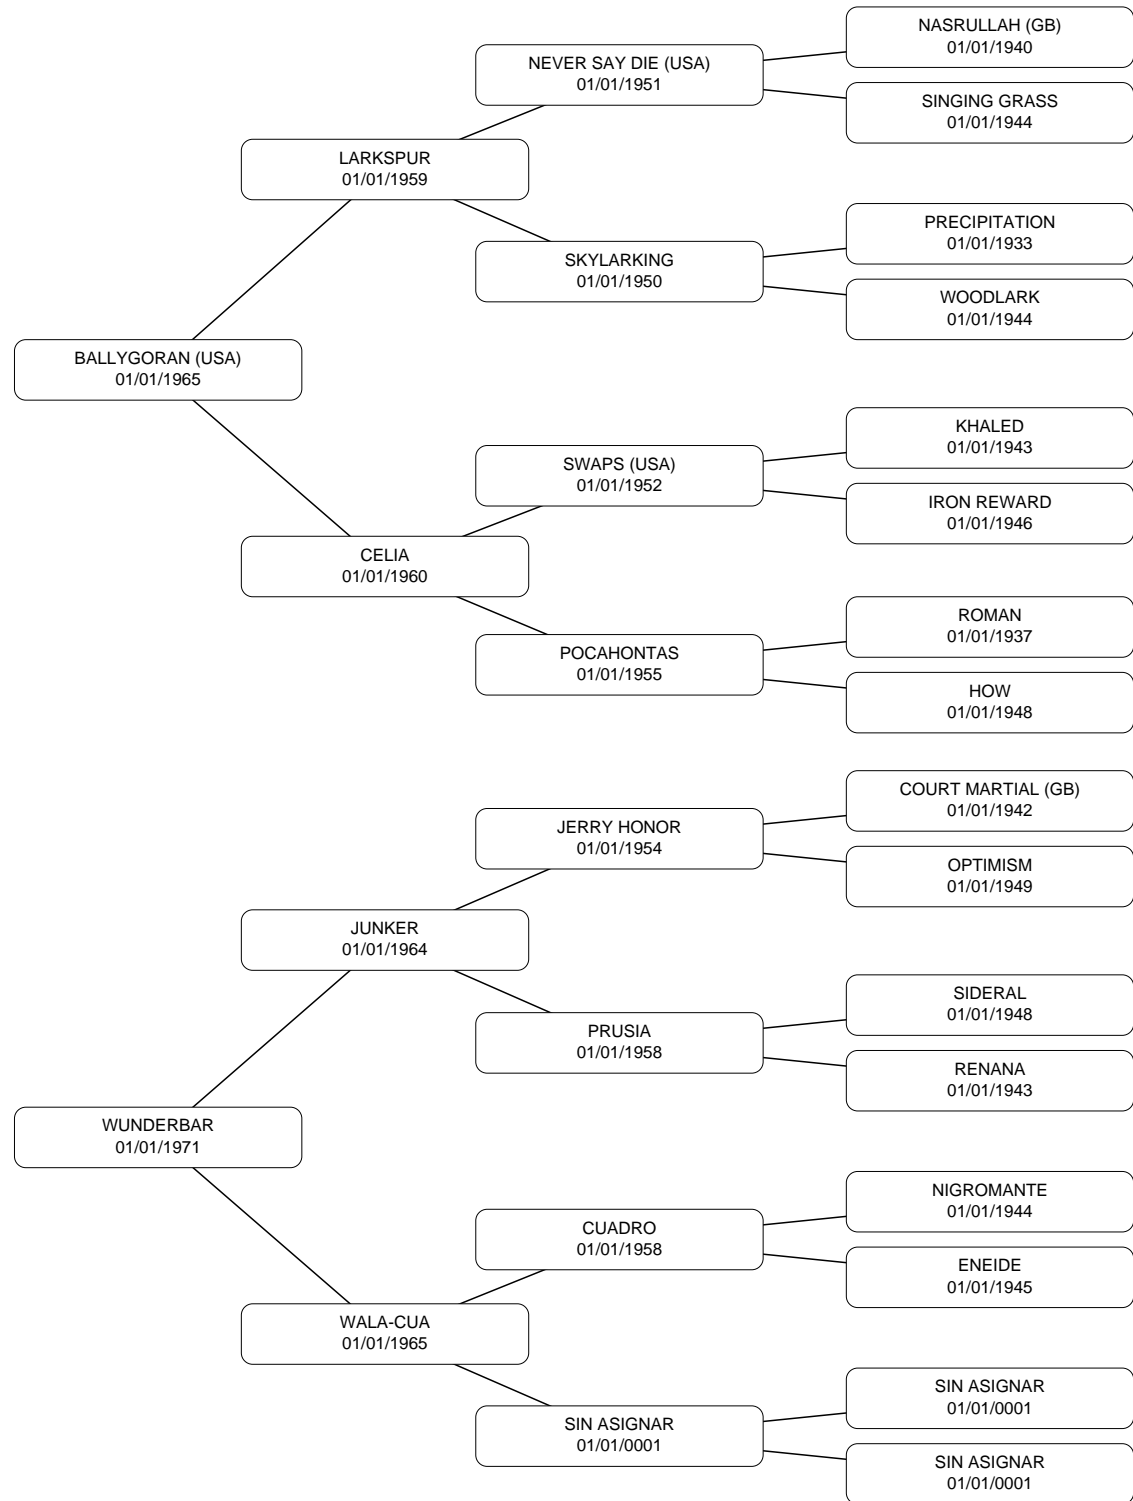 NASRULLAH (GB)
01/01/1940
NEVER SAY DIE (USA)
01/01/1951
SINGING GRASS
01/01/1944
LARKSPUR
01/01/1959
PRECIPITATION
01/01/1933
SKYLARKING
01/01/1950
WOODLARK
01/01/1944
BALLYGORAN (USA)
01/01/1965
KHALED
01/01/1943
SWAPS (USA)
01/01/1952
IRON REWARD
01/01/1946
CELIA
01/01/1960
ROMAN
01/01/1937
POCAHONTAS
01/01/1955
HOW
01/01/1948
COURT MARTIAL (GB)
01/01/1942
JERRY HONOR
01/01/1954
OPTIMISM
01/01/1949
JUNKER
01/01/1964
SIDERAL
01/01/1948
PRUSIA
01/01/1958
RENANA
01/01/1943
WUNDERBAR
01/01/1971
NIGROMANTE
01/01/1944
CUADRO
01/01/1958
ENEIDE
01/01/1945
WALA-CUA
01/01/1965
SIN ASIGNAR
01/01/0001
SIN ASIGNAR
01/01/0001
SIN ASIGNAR
01/01/0001